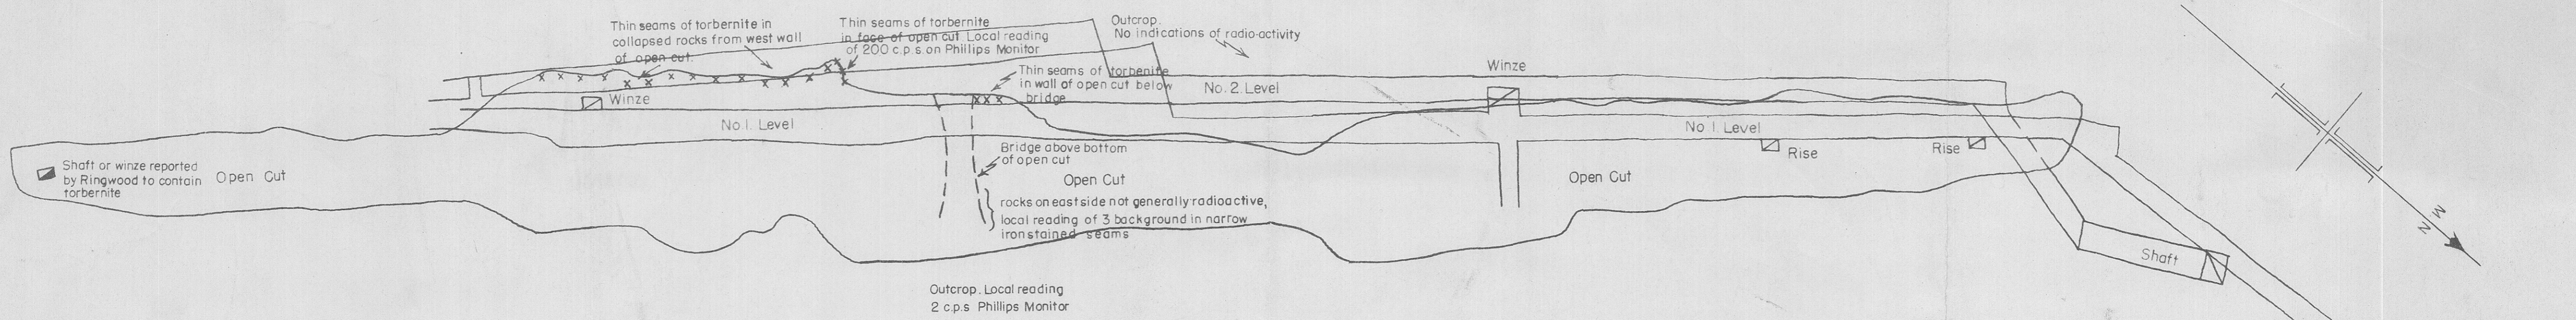 Thin seams of torbernite in
collapsed rocks from west wall
of open cut.
Thin seams of torbernite
in face of open cut Local reading
of 200 c.p.s on Phillips Monitor
Outcrop.
No indications of radio-activity
Thin seams of torbenite
in wall of open cut below
bridge
Winze
No. 2. Level
Winze
No 1. Level
No 1. Level
Rise
Rise
Shaft or winze reported
by Ringwood to contain
torbernite
Open Cut
Bridge above bottom
of open cut
Open Cut
Open Cut
rocks on east side not generally radioactive,
local reading of 3 background in narrow
iron stained seams
Shaft
M
N
Outcrop. Local reading
2 c.p.s Phillips Monitor